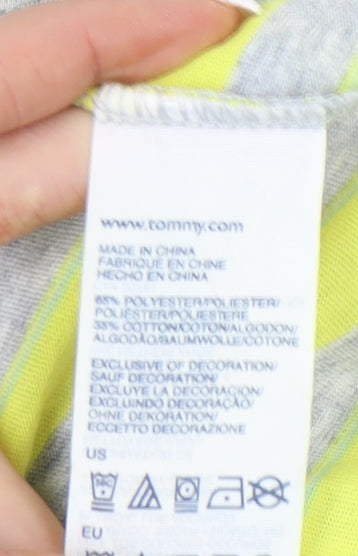 www.tommy.com
MADE IN CHINA
FABRIQUÉ EN CHINE
HECHO EN CHINA
65% POLYESTER/POLIESTER/
POLIÉSTER/POLIESTERE
35% COTTON/COTON/ALGODON/
ALGODÃO/BAUMWOLLE/COTONE
EXCLUSIVE OF DECORATION/
SAUF DECORATION/
EXCLUYE LA DECORACION/
EXCLUINDO DECORAÇÃO/
OHNE DEKORATION/
ECCETTO DECORAZIONE
US
30C
EU